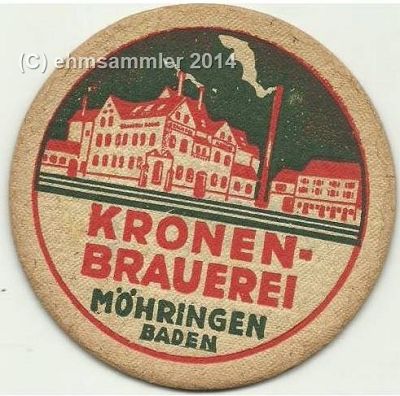 (C) ehmsammler 2014
KRONEN-
BRAUEREI
MÖHRINGEN
BADEN